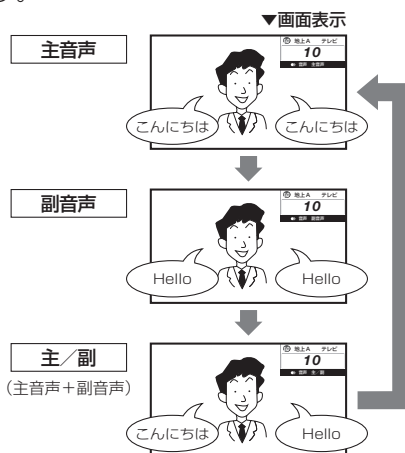 す。
▼画面表示
主音声
地上A テレビ
10
音声 主音声
こんにちは こんにちは
副音声
地上A テレビ
10
音声 副音声
Hello Hello
主／副
（主音声＋副音声）
地上A テレビ
10
音声 主／副
こんにちは Hello